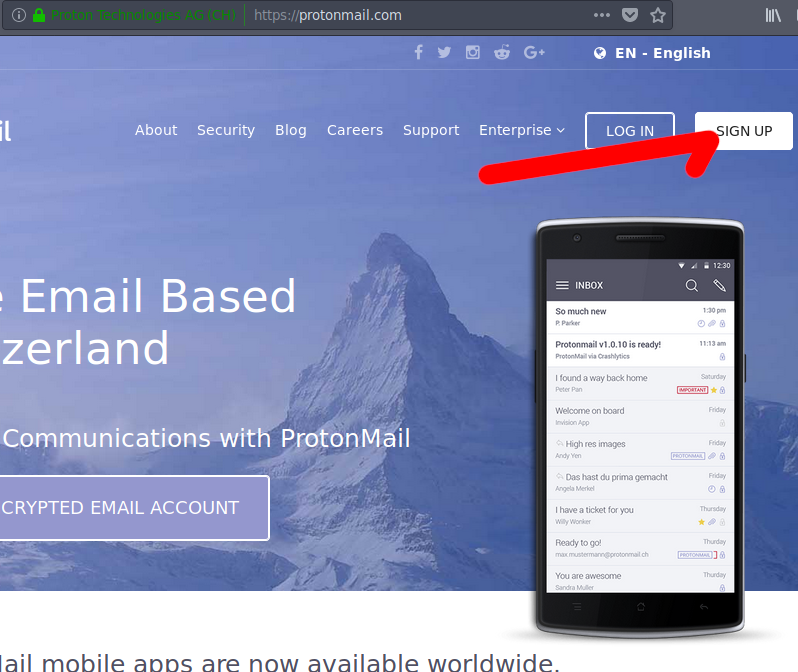 Proton Technologies AG (CH) https://protonmail.com
EN - English
il
About Security Blog Careers Support Enterprise LOG IN SIGN UP
e Email Based
zerland
Communications with ProtonMail
CRYPTED EMAIL ACCOUNT
12:30
INBOX
So much new 1:30 pm
P. Parker
Protonmail v1.0.10 is ready! 11:13 am
ProtonMail via Crashlytics
I found a way back home Saturday
Peter Pan IMPORTANT
Welcome on board Friday
Invision App
High res images Friday
Andy Yen PROTONMAIL
Das hast du prima gemacht Friday
Angela Merkel
I have a ticket for you Thursday
Willy Wonker
Ready to go! Thurday
max.mustermann@protonmail.ch PROTONMAIL
You are awesome Thurday
Sandra Muller
Mail mobile apps are now available worldwide.